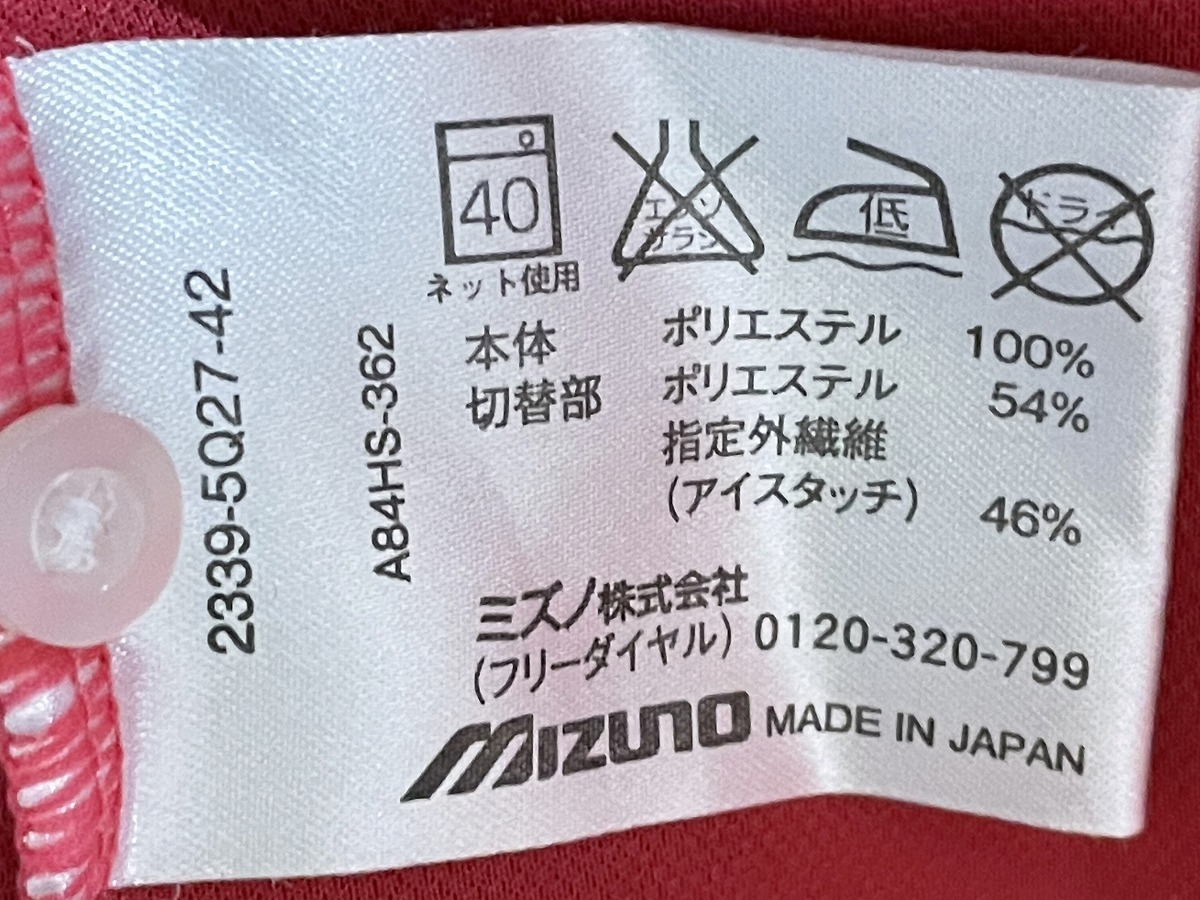 40
ネット使用
エンソ
サラシ
低
ドライ
本体 ポリエステル 100%
切替部 ポリエステル 54%
指定外繊維
(アイスタッチ) 46%
ミズノ株式会社
(フリーダイヤル) 0120-320-799
MIZUNO MADE IN JAPAN
A84HS-362
2339-5Q27-42